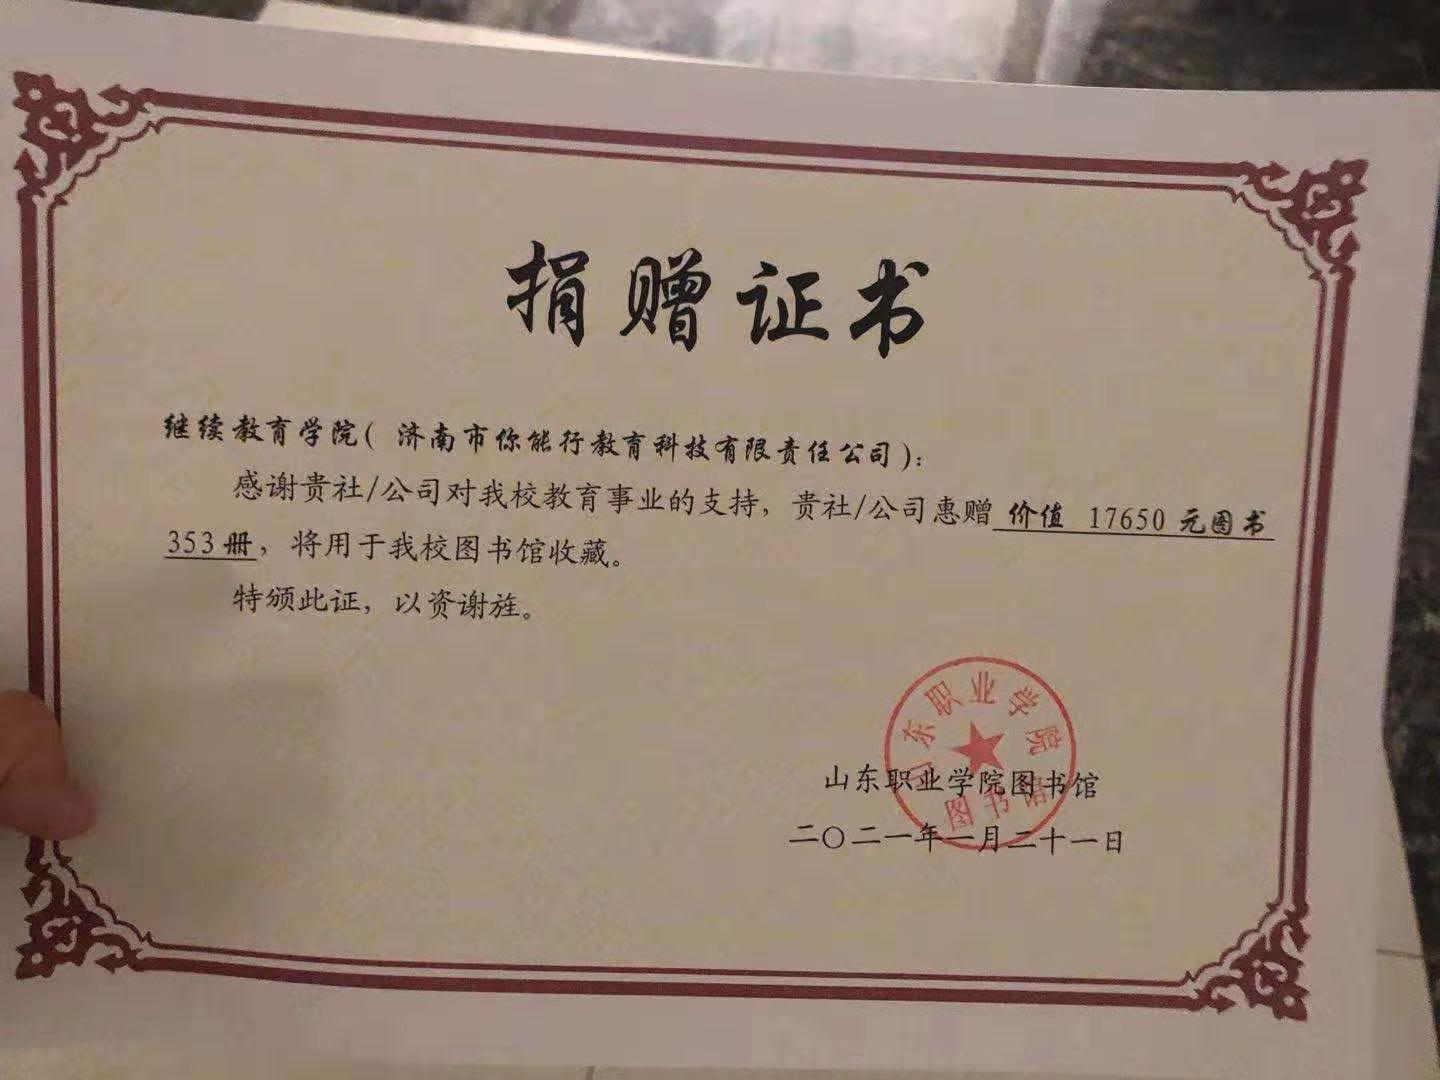 捐赠证书
继续教育学院( 济南市你能行教育科技有限责任公司):
感谢贵社/公司对我校教育事业的支持，贵社/公司惠赠 价值 17650 元图书
353 册，将用于我校图书馆收藏。
特颁此证，以资谢旌。
山东职业学院
图书馆
山东职业学院图书馆
二〇二一年一月二十一日